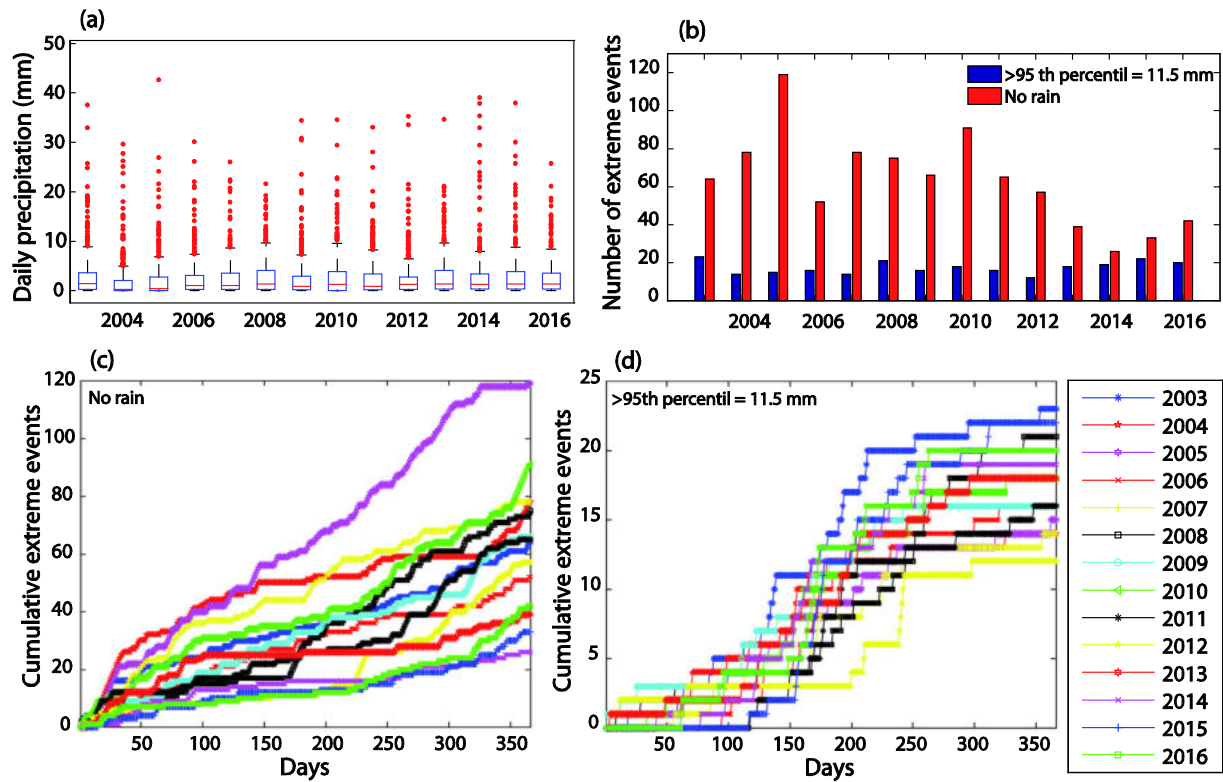 (a)
Daily precipitation (mm)
50
40
30
20
10
0
2004 2006 2008 2010 2012 2014 2016
(b)
Number of extreme events
120
100
80
60
40
20
0
>95 th percentil = 11.5 mm
No rain
2004 2006 2008 2010 2012 2014 2016
(c)
Cumulative extreme events
120
100
80
60
40
20
0
No rain
50 100 150 200 250 300 350
Days
(d)
Cumulative extreme events
25
20
15
10
5
0
>95th percentil = 11.5 mm
50 100 150 200 250 300 350
Days
2003
2004
2005
2006
2007
2008
2009
2010
2011
2012
2013
2014
2015
2016